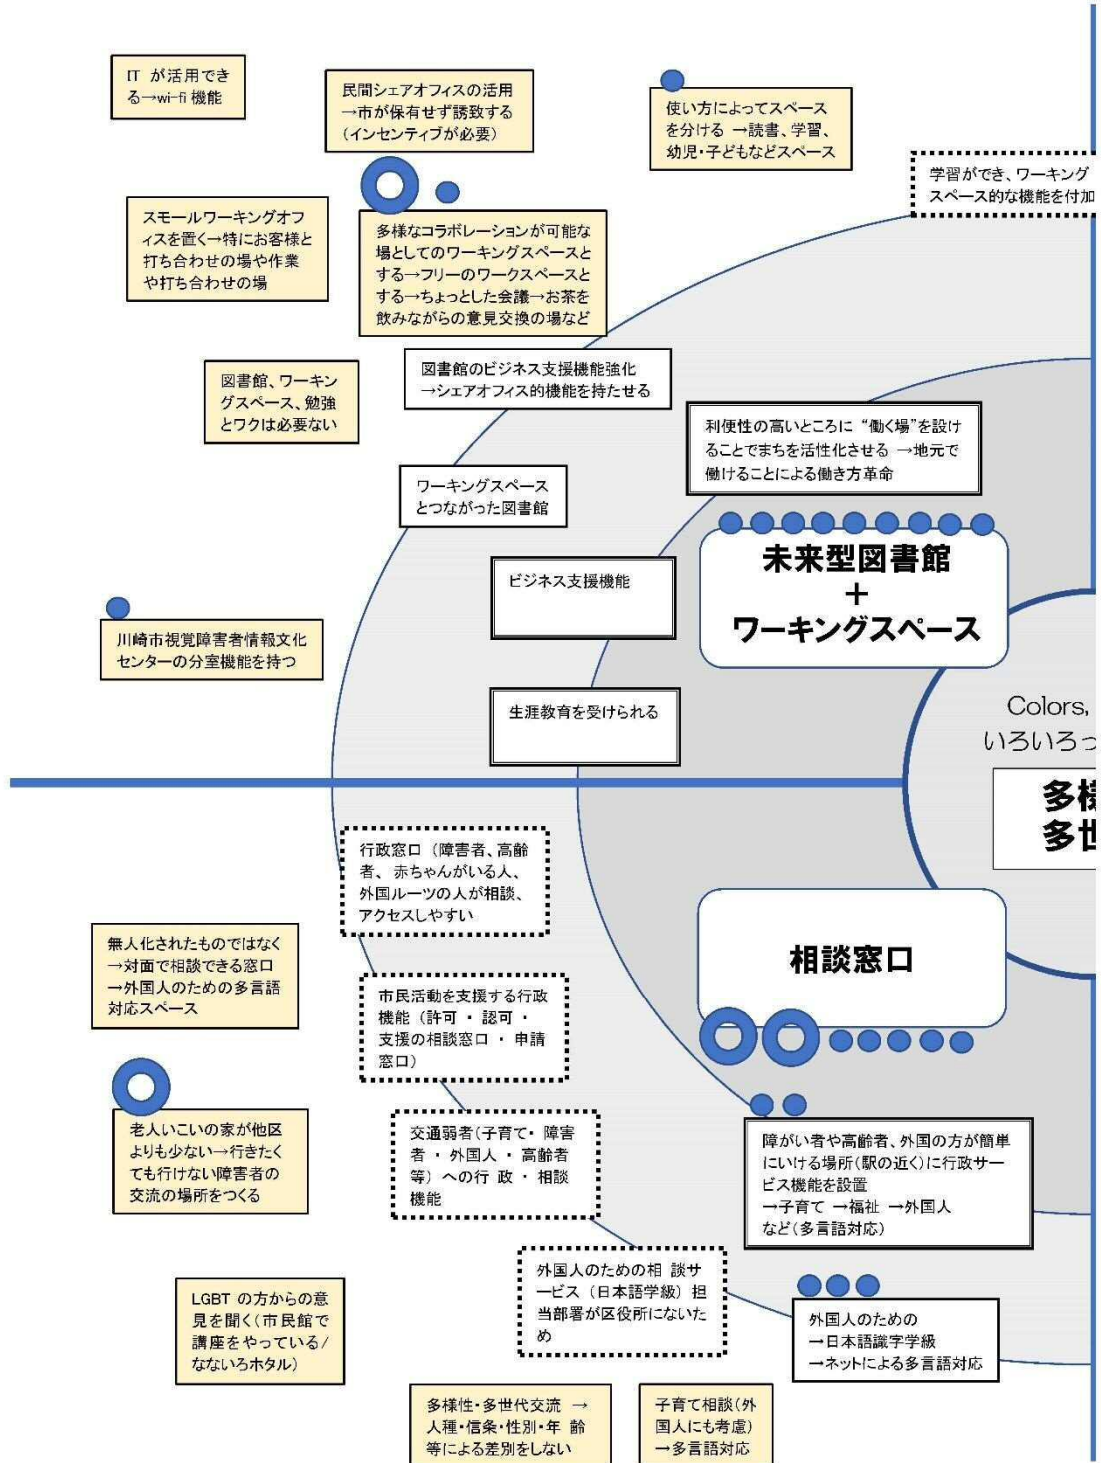 IT が活用でき
る→wi-fi 機能
民間シェアオフィスの活用
→市が保有せず誘致する
(インセンティブが必要)
使い方によってスペース
を分ける →読書、学習、
幼児・子どもなどスペース
学習ができ、ワーキング
スペース的な機能を付加
スモールワーキングオフ
ィスを置く→特にお客様と
打ち合わせの場や作業
や打ち合わせの場
多様なコラボレーションが可能な
場としてのワーキングスペースと
する→フリーのワークスペースと
する→ちょっとした会議→お茶を
飲みながらの意見交換の場など
図書館のビジネス支援機能強化
→シェアオフィス的機能を持たせる
図書館、ワーキン
グスペース、勉強
とワクは必要ない
利便性の高いところに “働く場”を設け
ることでまちを活性化させる →地元で
働けることによる働き方革命
ワーキングスペース
とつながった図書館
未来型図書館
+
ワーキングスペース
ビジネス支援機能
川崎市視覚障害者情報文化
センターの分室機能を持つ
生涯教育を受けられる
Colors,
いろいろっ
多様
多世
行政窓口 (障害者、高齢
者、 赤ちゃんがいる人、
外国ルーツの人が相談、
アクセスしやすい
相談窓口
無人化されたものではなく
→対面で相談できる窓口
→外国人のための多言語
対応スペース
市民活動を支援する行政
機能 (許可 ・ 認可 ・
支援の相談窓口 ・ 申請
窓口)
老人いこいの家が他区
よりも少ない→行きたく
ても行けない障害者の
交流の場所をつくる
交通弱者(子育て・ 障害
者 ・ 外国人 ・ 高齢者
等) への行 政 ・ 相談
機能
障がい者や高齢者、外国の方が簡単
にいける場所(駅の近く)に行政サー
ビス機能を設置
→子育て →福祉 →外国人
など(多言語対応)
外国人のための相 談サ
ービス (日本語学級) 担
当部署が区役所にないた
め
LGBT の方からの意
見を聞く(市民館で
講座をやっている/
なないろホタル)
外国人のための
→日本語識字学級
→ネットによる多言語対応
多様性・多世代交流 →
人種・信条・性別・年 齢
等による差別をしない
子育て相談(外
国人にも考慮)
→多言語対応